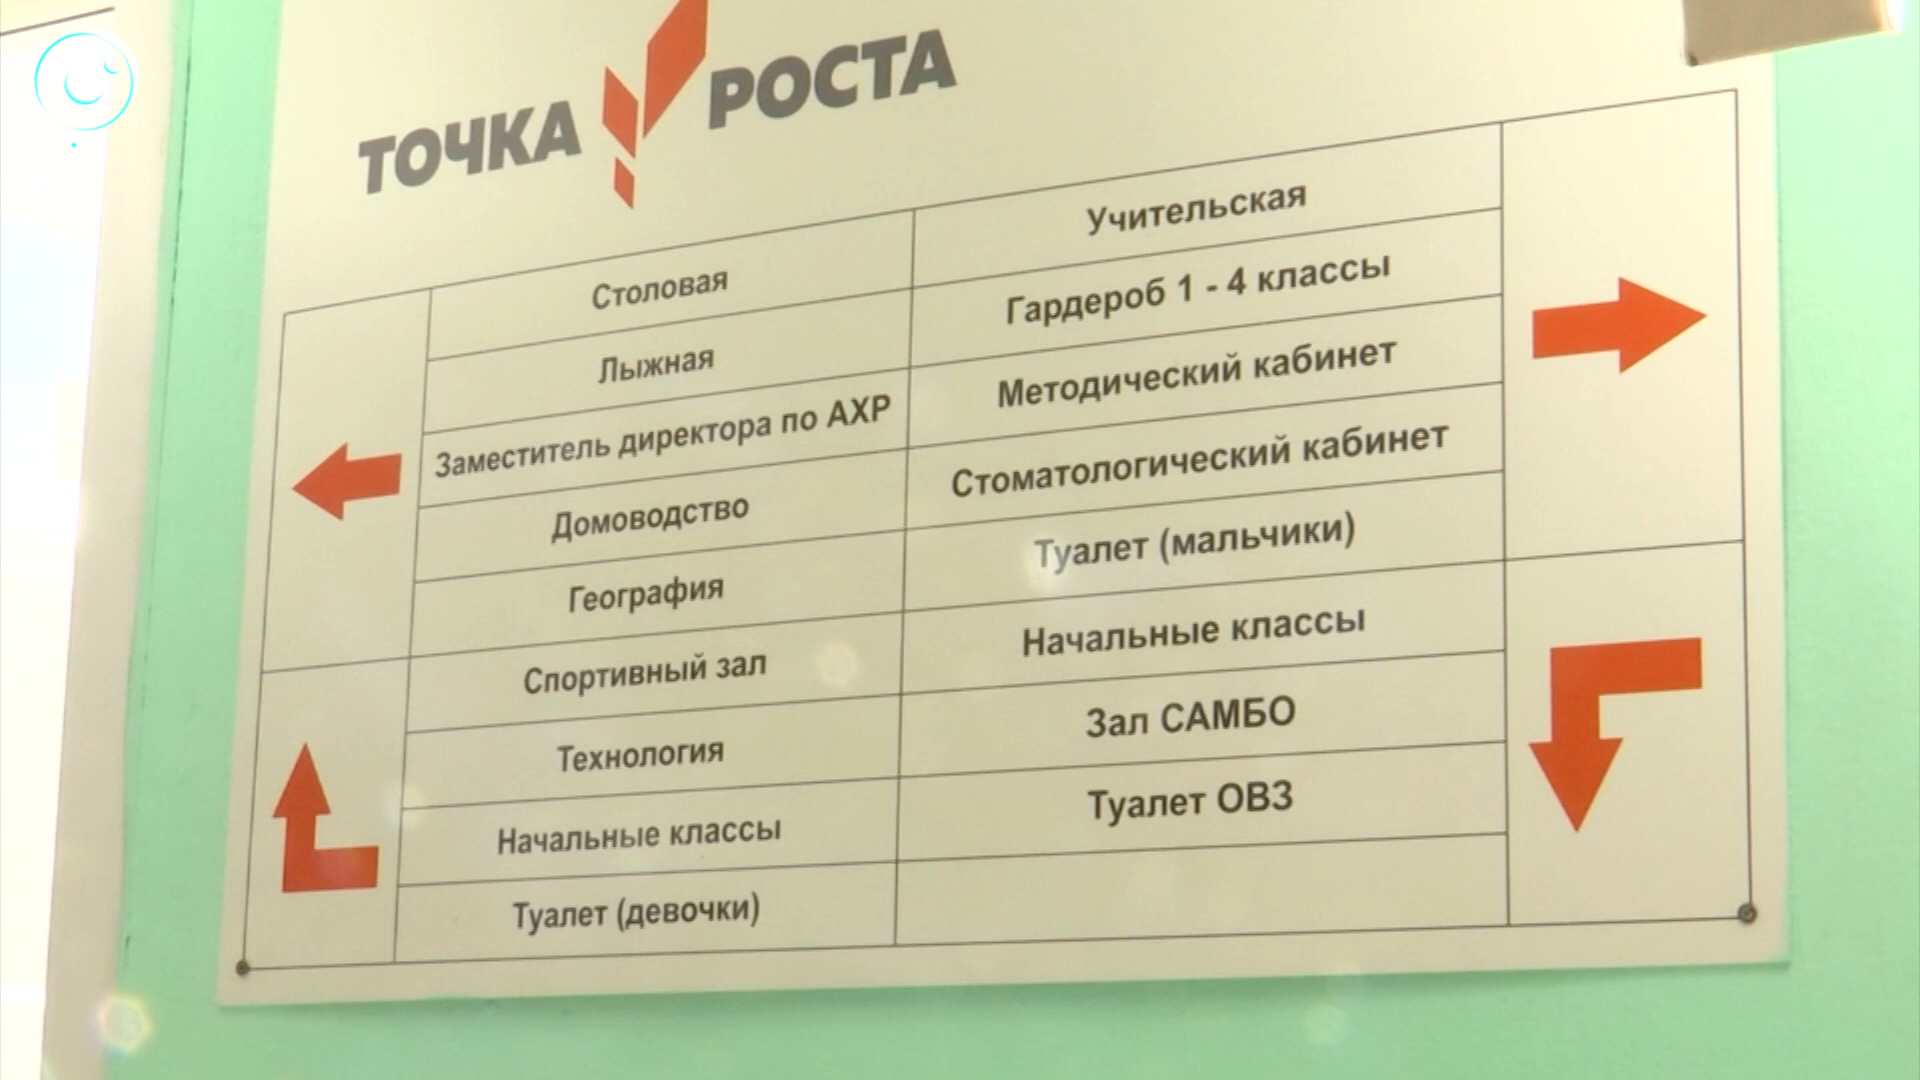 ТОЧКА РОСТА
Столовая
Лыжная
Заместитель директора по АХР
Домоводство
География
Спортивный зал
Технология
Начальные классы
Туалет (девочки)
Учительская
Гардероб 1 - 4 классы
Методический кабинет
Стоматологический кабинет
Туалет (мальчики)
Начальные классы
Зал САМБО
Туалет ОВЗ